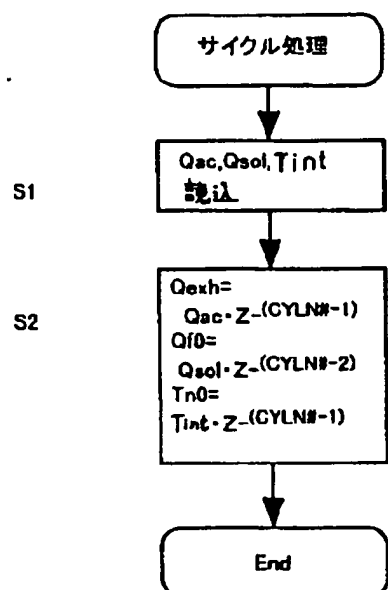 サイクル処理
S1
Qac,Qsol,Tint
読込
S2
Qexh=
Qac・Z-(CYLN#-1)
Qf0=
Qsol・Z-(CYLN#-2)
Tn0=
Tint・Z-(CYLN#-1)
End